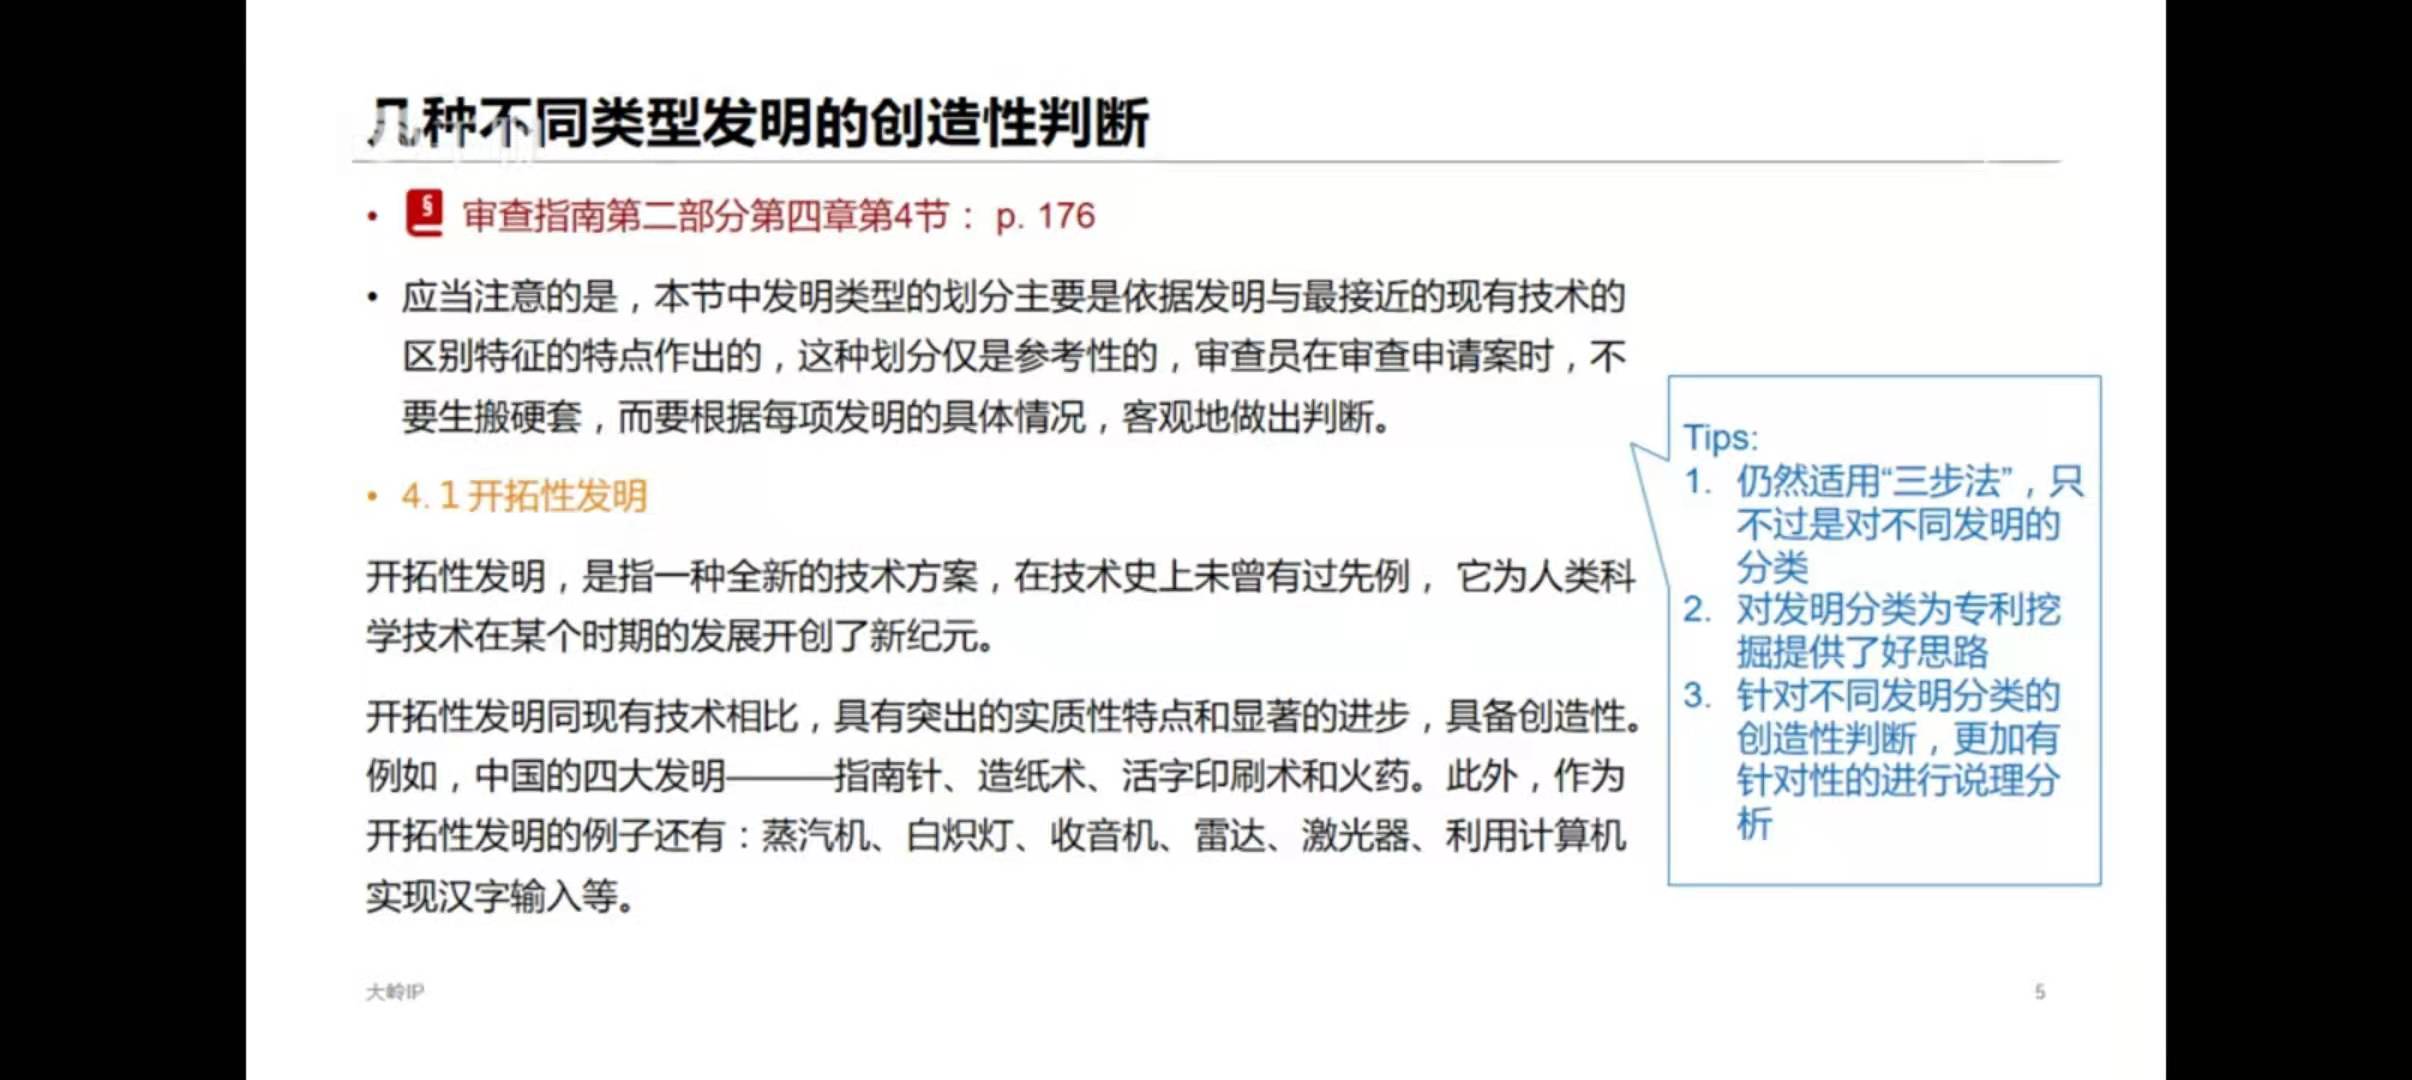 几种不同类型发明的创造性判断
• § 审查指南第二部分第四章第4节： p. 176
• 应当注意的是，本节中发明类型的划分主要是依据发明与最接近的现有技术的
区别特征的特点作出的，这种划分仅是参考性的，审查员在审查申请案时，不
要生搬硬套，而要根据每项发明的具体情况，客观地做出判断。
• 4. 1 开拓性发明
开拓性发明，是指一种全新的技术方案，在技术史上未曾有过先例， 它为人类科
学技术在某个时期的发展开创了新纪元。
开拓性发明同现有技术相比，具有突出的实质性特点和显著的进步，具备创造性。
例如，中国的四大发明———指南针、造纸术、活字印刷术和火药。此外，作为
开拓性发明的例子还有：蒸汽机、白炽灯、收音机、雷达、激光器、利用计算机
实现汉字输入等。
Tips:
1. 仍然适用“三步法”，只
不过是对不同发明的
分类
2. 对发明分类为专利挖
掘提供了好思路
3. 针对不同发明分类的
创造性判断，更加有
针对性的进行说理分
析
大岭IP
5